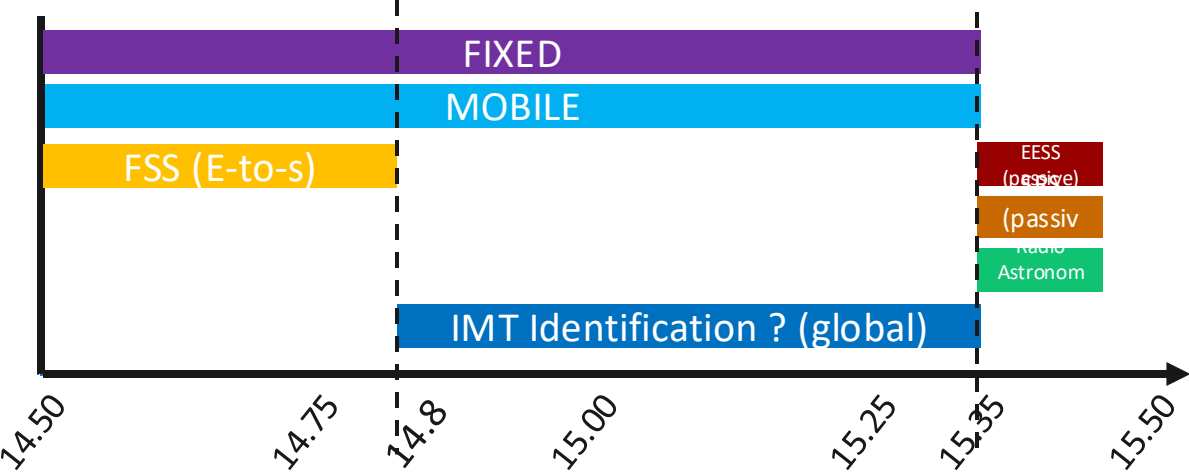 FIXED
MOBILE
FSS (E-to-s)
EESS
(passive)
(passiv
Radio
Astronom
IMT Identification ? (global)
14.50
14.75
14.8
15.00
15.25
15.35
15.50